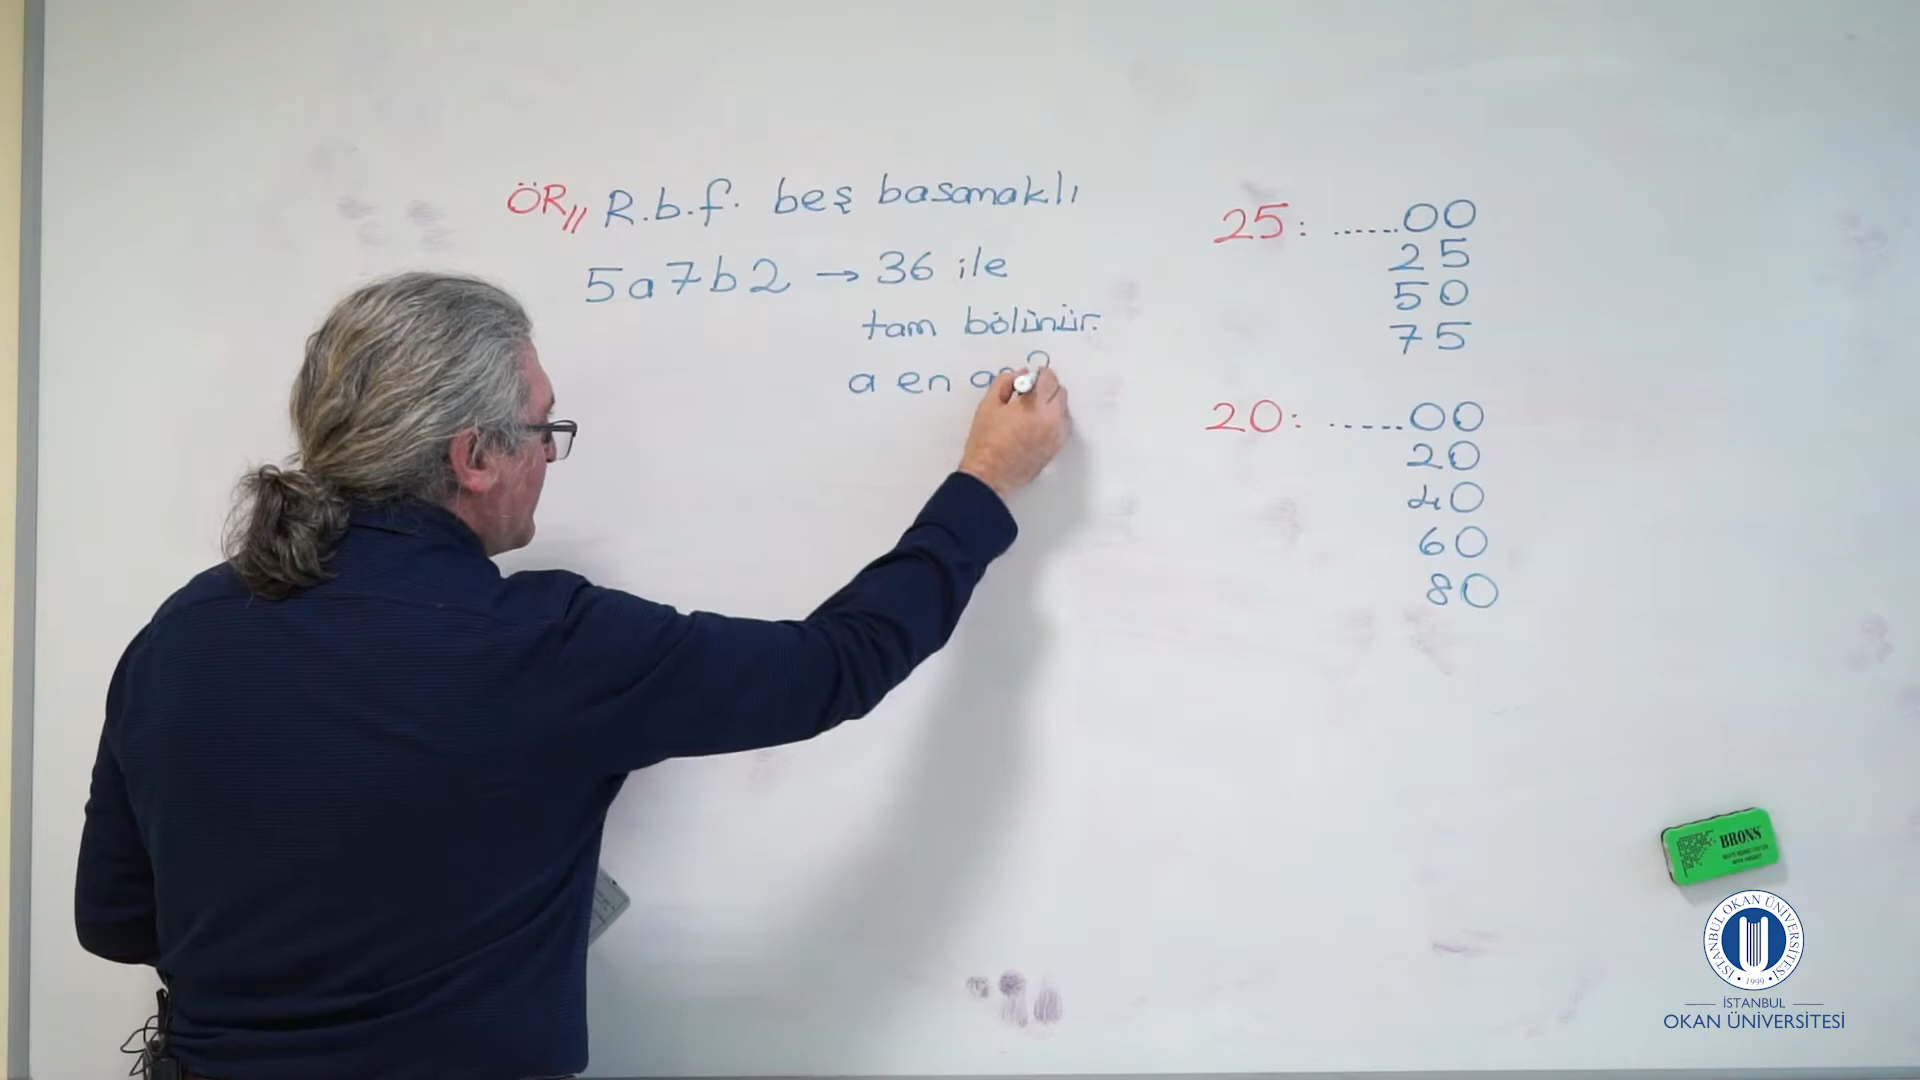 ÖR// R.b.f. beş basamaklı
5a7b2 → 36 ile
tam bölünür.
a en
25: ......00
25
50
75
20: .....00
20
40
60
80
BRONS
İSTANBUL OKAN ÜNİVERSİTESİ
1999
İSTANBUL
OKAN ÜNİVERSİTESİ